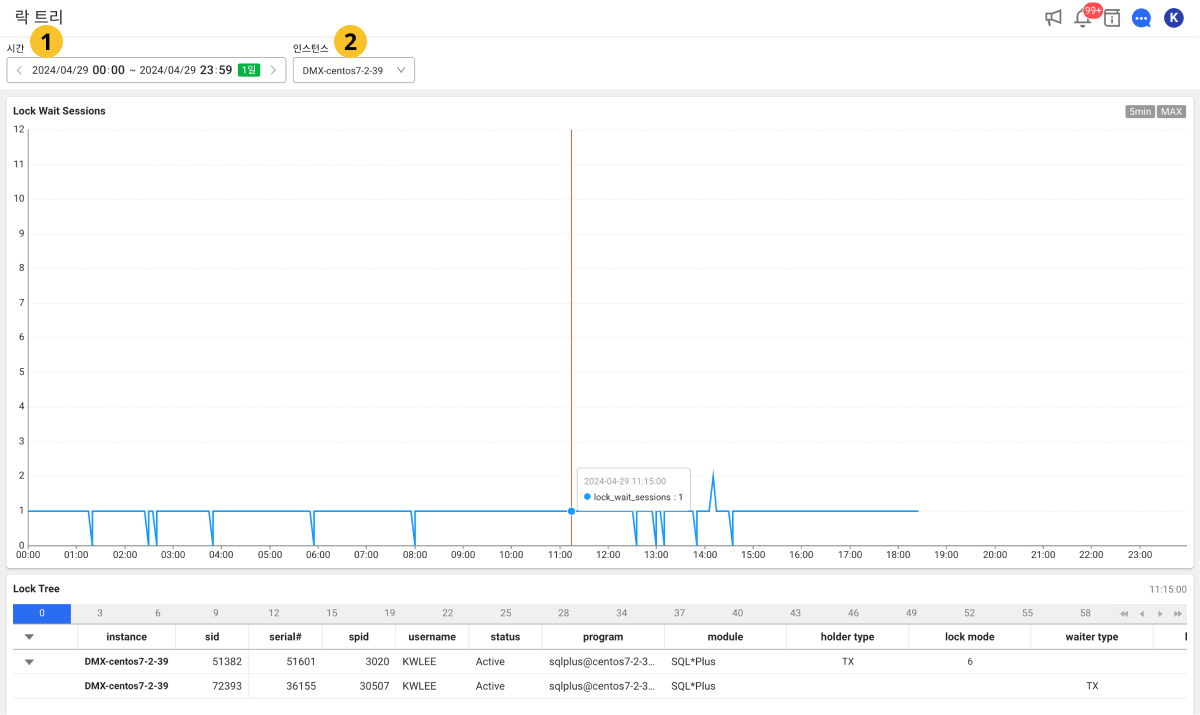 락 트리
99+
K
시간
1
인스턴스
2
2024/04/29 00:00 ~ 2024/04/29 23:59 1일
DMX-centos7-2-39
Lock Wait Sessions
5min MAX
12
11
10
9
8
7
6
5
4
3
2
1
0
2024-04-29 11:15:00
lock_wait_sessions : 1
00:00 01:00 02:00 03:00 04:00 05:00 06:00 07:00 08:00 09:00 10:00 11:00 12:00 13:00 14:00 15:00 16:00 17:00 18:00 19:00 20:00 21:00 22:00 23:00
Lock Tree
11:15:00
0 3 6 9 12 15 19 22 25 28 34 37 40 43 46 49 52 55 58
instance sid serial# spid username status program module holder type lock mode waiter type
DMX-centos7-2-39 51382 51601 3020 KWLEE Active sqlplus@centos7-2-3... SQL*Plus TX 6
DMX-centos7-2-39 72393 36155 30507 KWLEE Active sqlplus@centos7-2-3... SQL*Plus TX